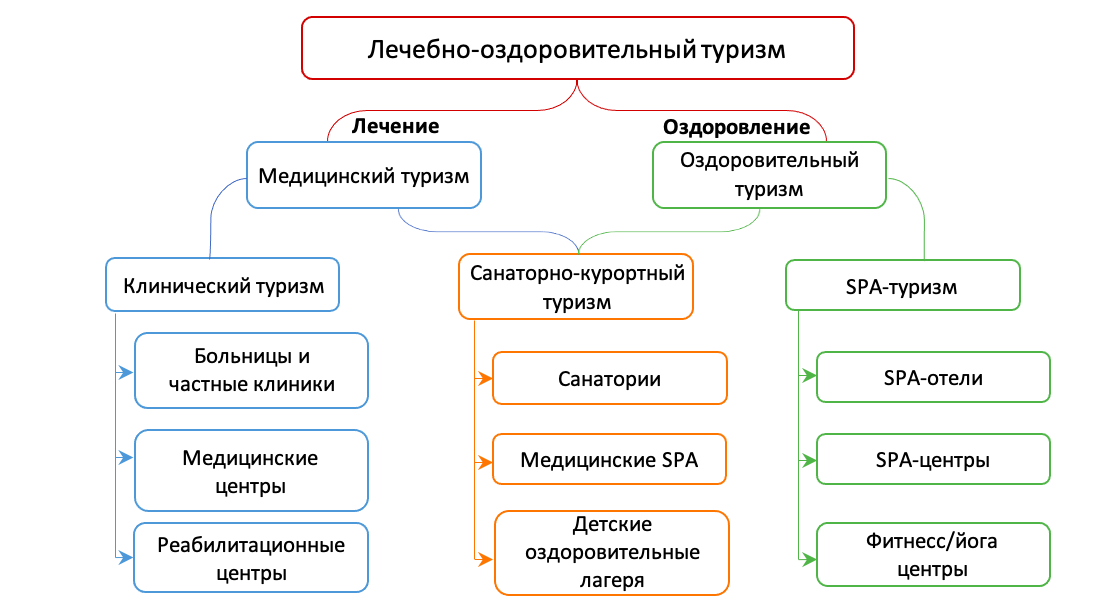 Лечебно-оздоровительный туризм
Лечение
Оздоровление
Медицинский туризм
Оздоровительный
туризм
Клинический туризм
Санаторно-курортный
туризм
SPA-туризм
Больницы и
частные клиники
Санатории
SPA-отели
Медицинские
центры
Медицинские SPA
SPA-центры
Реабилитационные
центры
Детские
оздоровительные
лагеря
Фитнесс/йога
центры